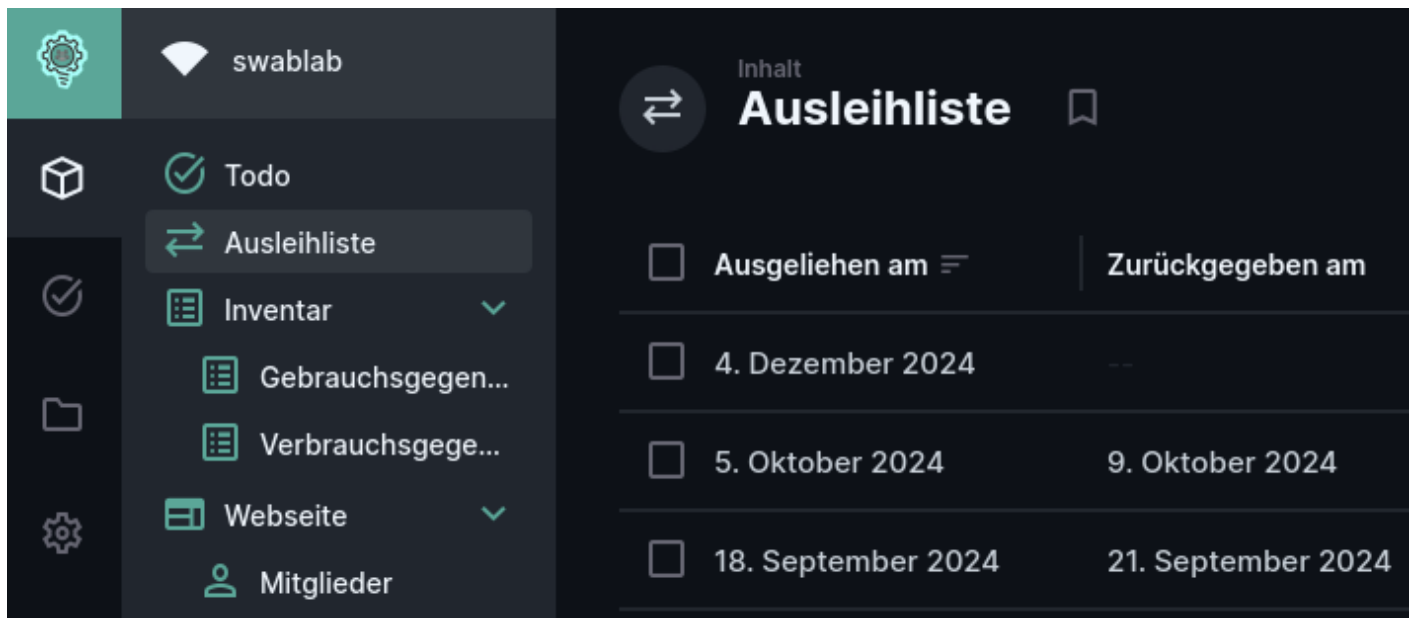 swablab
Todo
Ausleihliste
Inventar
Gebrauchsgegen...
Verbrauchsgege...
Webseite
Mitglieder
Inhalt
Ausleihliste
Ausgeliehen am Zurückgegeben am
4. Dezember 2024 --
5. Oktober 2024 9. Oktober 2024
18. September 2024 21. September 2024